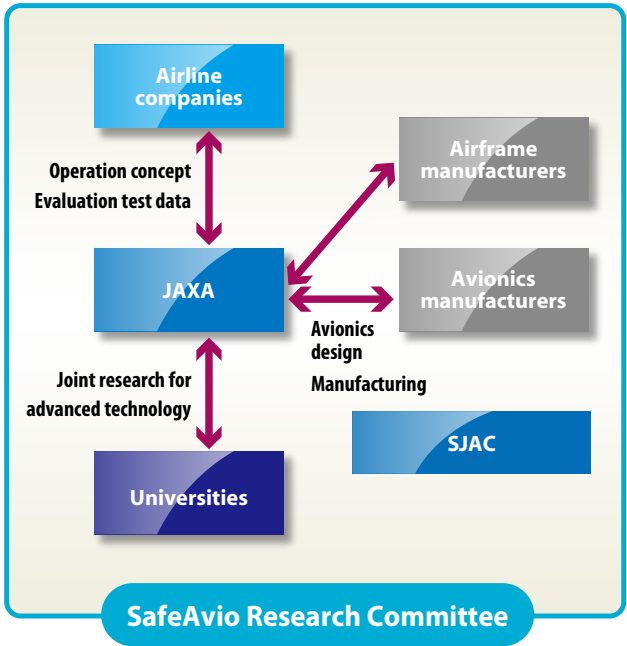 Airline
companies
Operation concept
Evaluation test data
Airframe
manufacturers
JAXA
Avionics
manufacturers
Avionics
design
Manufacturing
Joint research for
advanced technology
SJAC
Universities
SafeAvio Research Committee